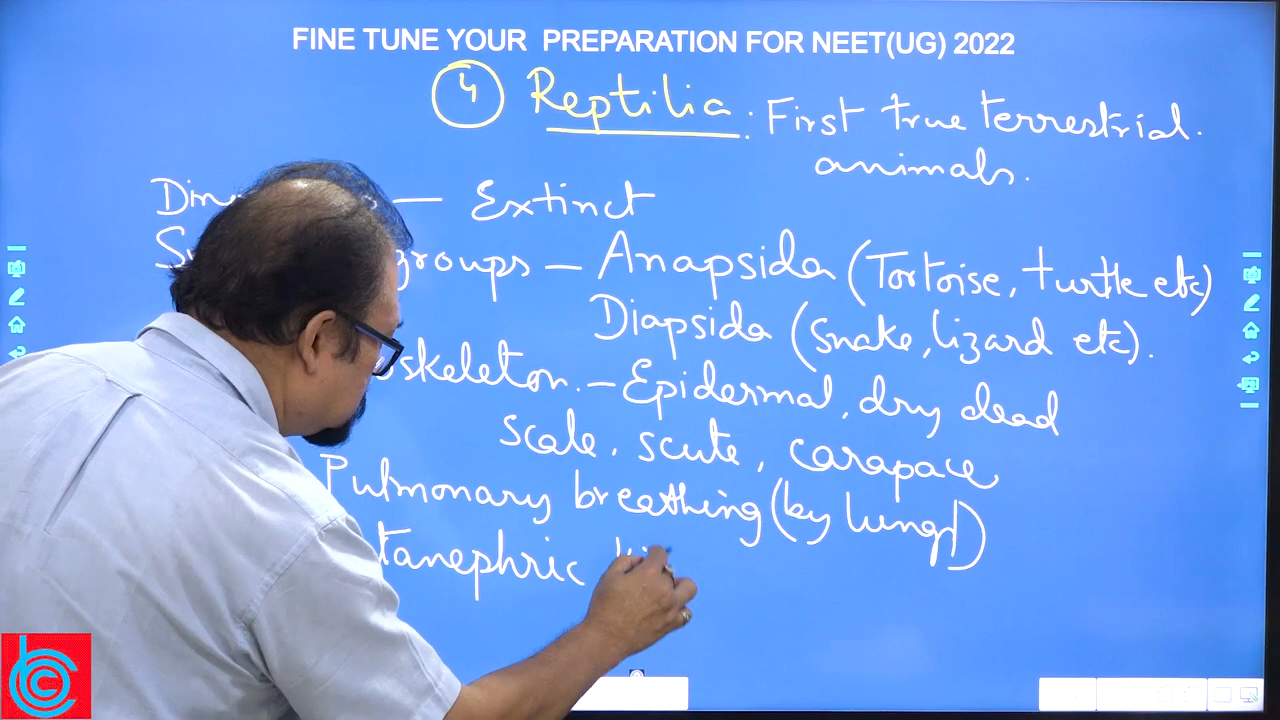 FINE TUNE YOUR PREPARATION FOR NEET(UG) 2022
4 Reptilia : First true terrestrial.
animals.
— Extinct
groups – Anapsida (Tortoise, turtle etc)
Diapsida (Snake, lizard etc).
oskeleton. – Epidermal, dry dead
scale, scute, carapace
Pulmonary breathing (by lungs)
tanephric